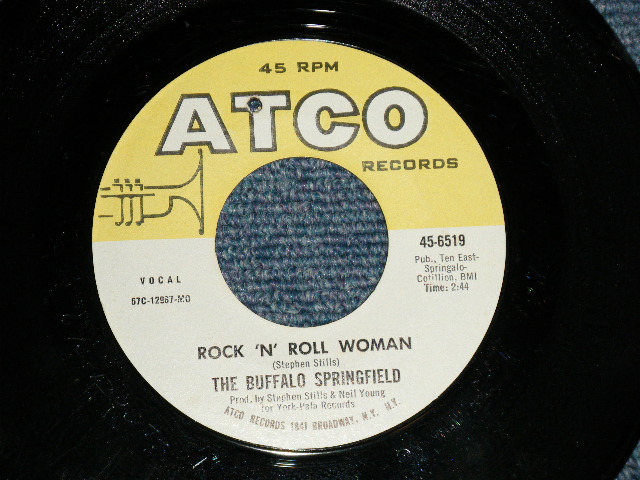 45 RPM
ATCO
RECORDS
45-6519
Pub., Ten East-
Springalo-
Cotillion, BMI
Time: 2:44
VOCAL
67C-12967-MO
ROCK 'N' ROLL WOMAN
(Stephen Stills)
THE BUFFALO SPRINGFIELD
Prod. by Stephen Stills & Neil Young
for York-Pala Records
ATCO RECORDS 1841 BROADWAY, N.Y. N.Y.